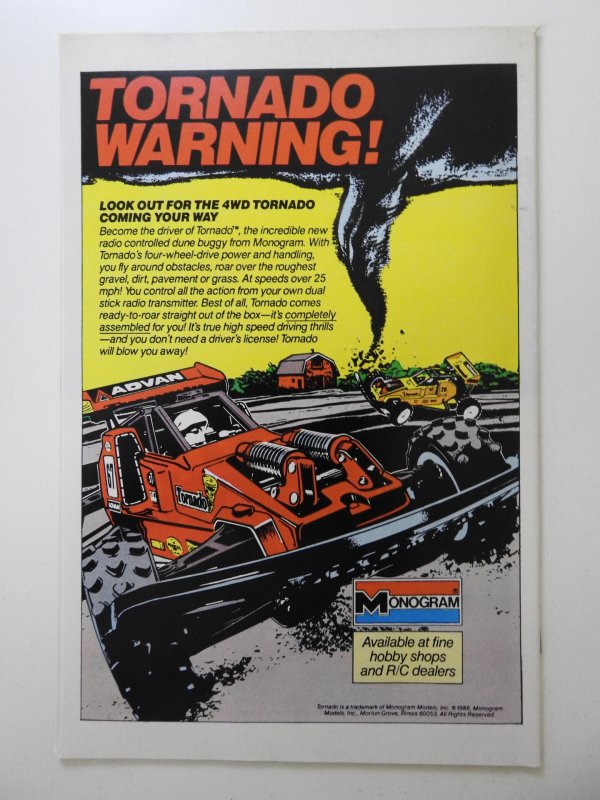 TORNADO
WARNING!
LOOK OUT FOR THE 4WD TORNADO
COMING YOUR WAY
Become the driver of Tornado™, the incredible new
radio controlled dune buggy from Monogram. With
Tornado's four-wheel-drive power and handling,
you fly around obstacles, roar over the roughest
gravel, dirt, pavement or grass. At speeds over 25
mph! You control all the action from your own dual
stick radio transmitter. Best of all, Tornado comes
ready-to-roar straight out of the box—it's completely
assembled for you! It's true high speed driving thrills
—and you don't need a driver's license! Tornado
will blow you away!
ADVAN
67
Tornado
MONOGRAM
Available at fine
hobby shops
and R/C dealers
Tornado is a trademark of Monogram Models, Inc. © 1986, Monogram
Models, Inc., Morton Grove, Illinois 60053. All Rights Reserved.